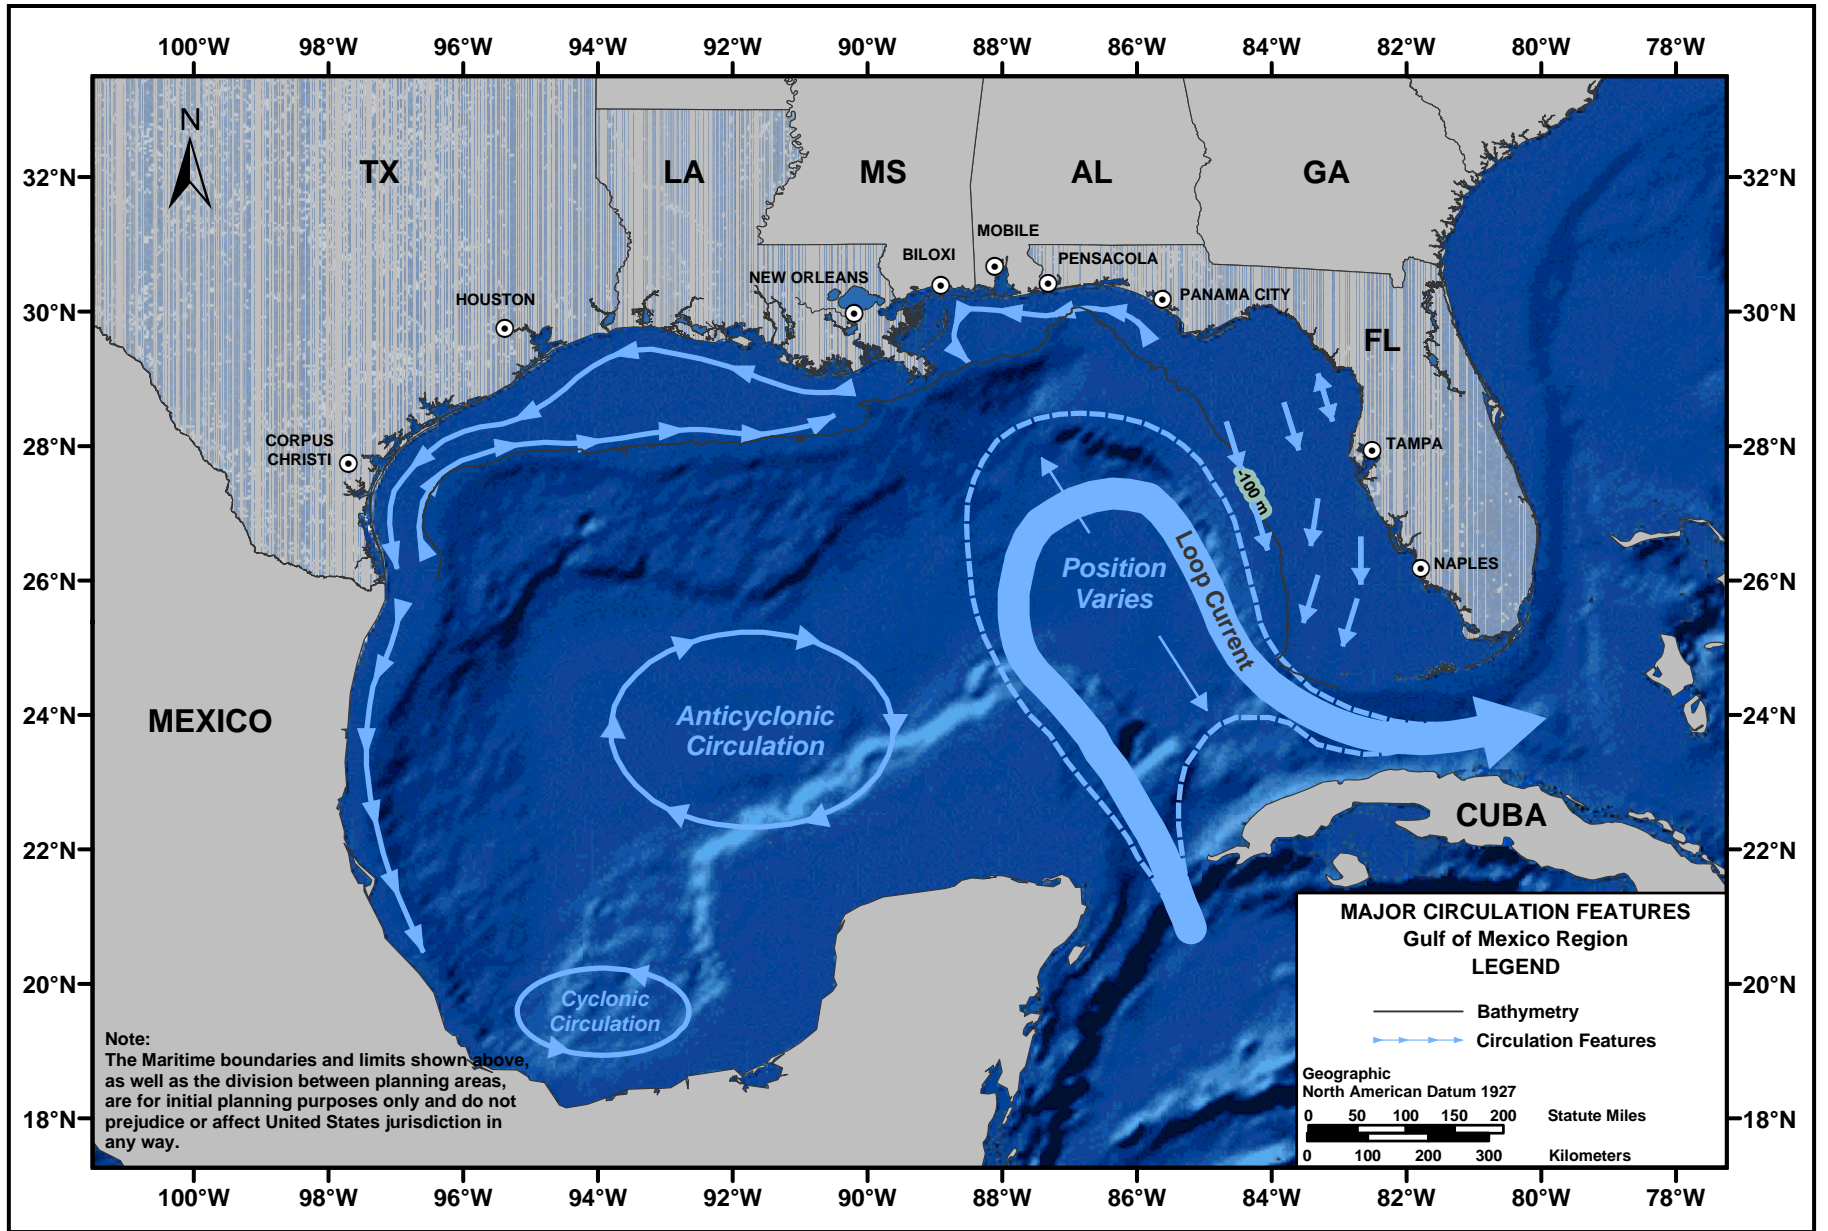 100°W 98°W 96°W 94°W 92°W 90°W 88°W 86°W 84°W 82°W 80°W 78°W
N
TX
LA
MS
AL
GA
32°N
32°N
MOBILE
BILOXI
PENSACOLA
NEW ORLEANS
PANAMA CITY
HOUSTON
30°N
30°N
FL
28°N
28°N
CORPUS
CHRISTI
TAMPA
-100 m
Loop Current
Position
Varies
NAPLES
26°N
26°N
MEXICO
Anticyclonic
Circulation
24°N
24°N
CUBA
22°N
22°N
20°N
20°N
Cyclonic
Circulation
18°N
18°N
Note:
The Maritime boundaries and limits shown above,
as well as the division between planning areas,
are for initial planning purposes only and do not
prejudice or affect United States jurisdiction in
any way.
MAJOR CIRCULATION FEATURES
Gulf of Mexico Region
LEGEND
Bathymetry
Circulation Features
Geographic
North American Datum 1927
0 50 100 150 200 Statute Miles
0 100 200 300 Kilometers
100°W 98°W 96°W 94°W 92°W 90°W 88°W 86°W 84°W 82°W 80°W 78°W